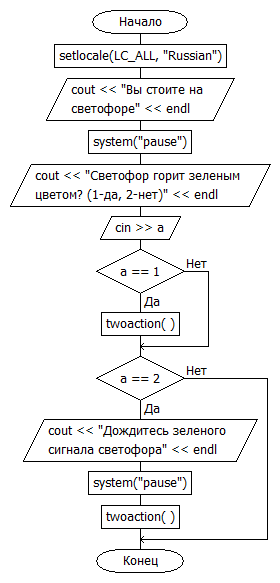 Начало
setlocale(LC_ALL, "Russian")
cout << "Вы стоите на
светофоре" << endl
system("pause")
cout << "Светофор горит зеленым
цветом? (1-да, 2-нет)" << endl
cin >> a
a == 1
Нет
Да
twoaction( )
a == 2
Нет
Да
cout << "Дождитесь зеленого
сигнала светофора" << endl
system("pause")
twoaction( )
Конец